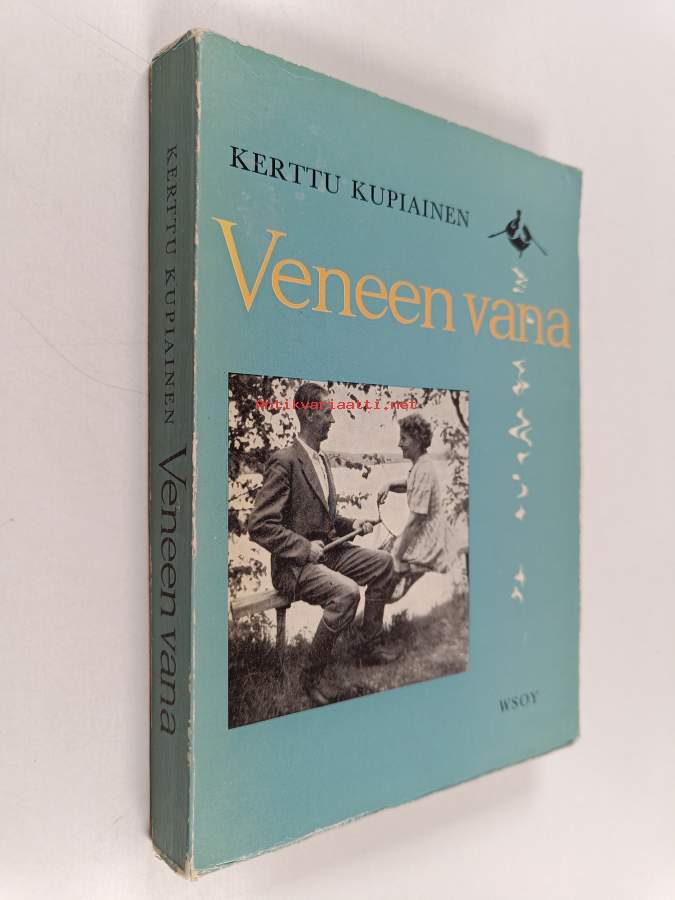 KERTTU KUPIAINEN Veneen vana
KERTTU KUPIAINEN
Veneen vana
Antikvariaatti.net
WSOY